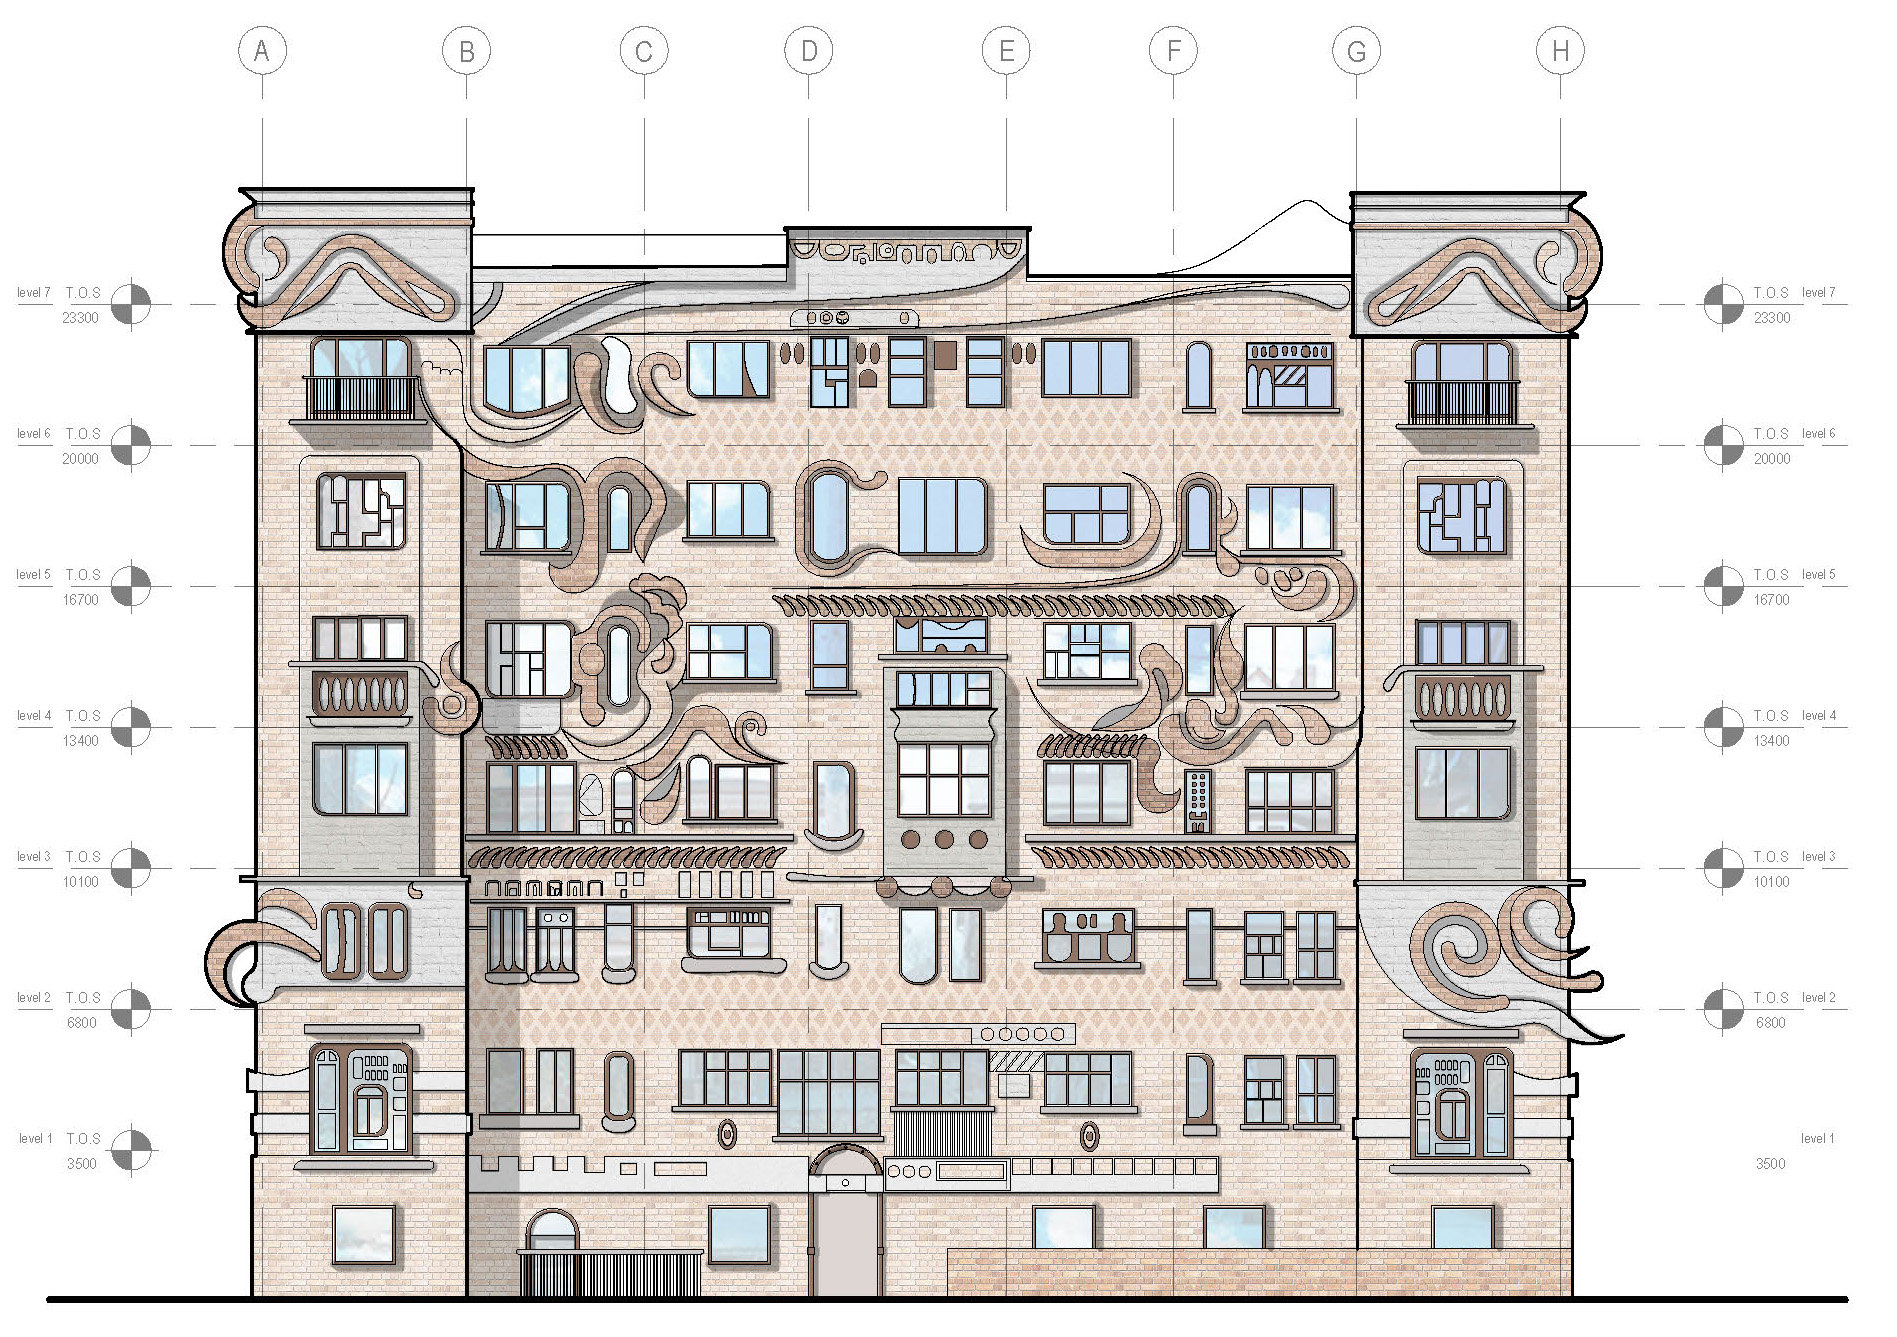 A B C D E F G H
level 7 T.O.S
23300
T.O.S level 7
23300
level 6 T.O.S
20000
T.O.S level 6
20000
level 5 T.O.S
16700
T.O.S level 5
16700
level 4 T.O.S
13400
T.O.S level 4
13400
level 3 T.O.S
10100
T.O.S level 3
10100
level 2 T.O.S
6800
T.O.S level 2
6800
level 1 T.O.S
3500
level 1
3500